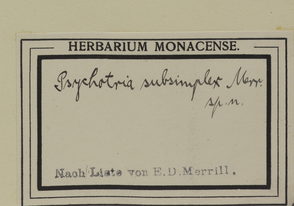 HERBARIUM MONACENSE.
Psychotria subsimplex Merr.
sp. n.
Nach Liste von E.D.Merrill.